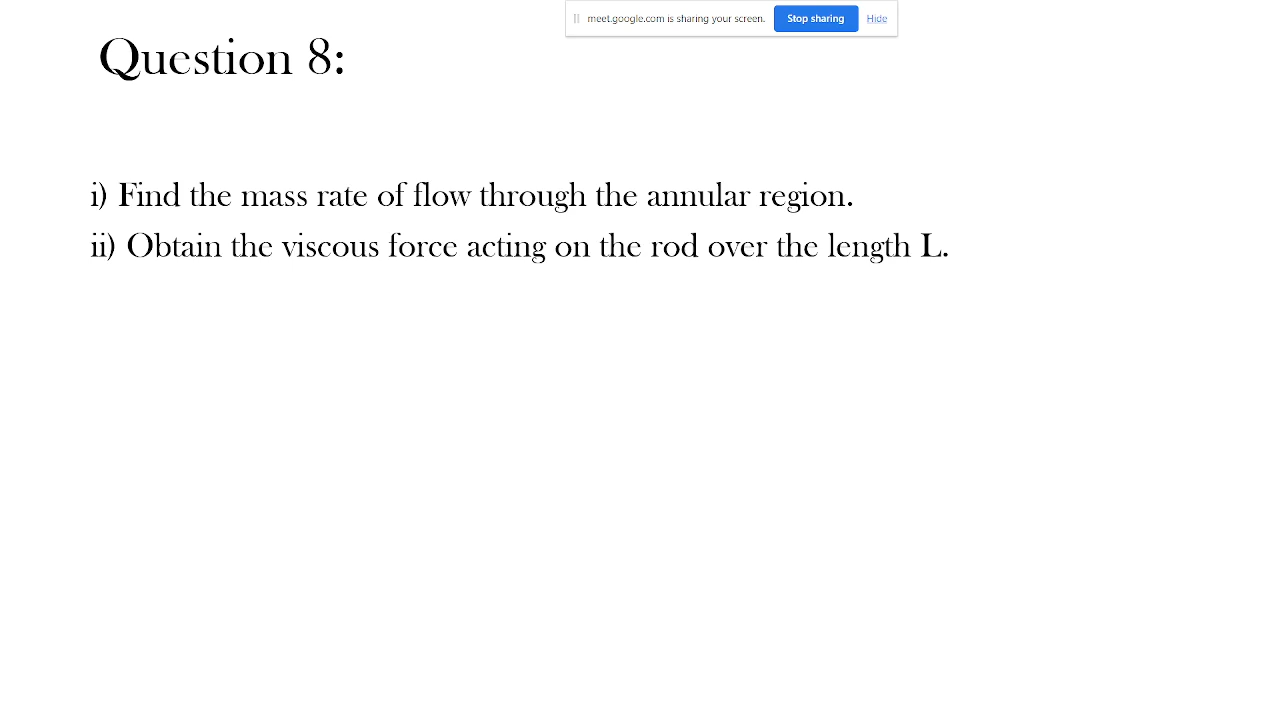 meet.google.com is sharing your screen. Stop sharing Hide
Question 8:
i) Find the mass rate of flow through the annular region.
ii) Obtain the viscous force acting on the rod over the length L.